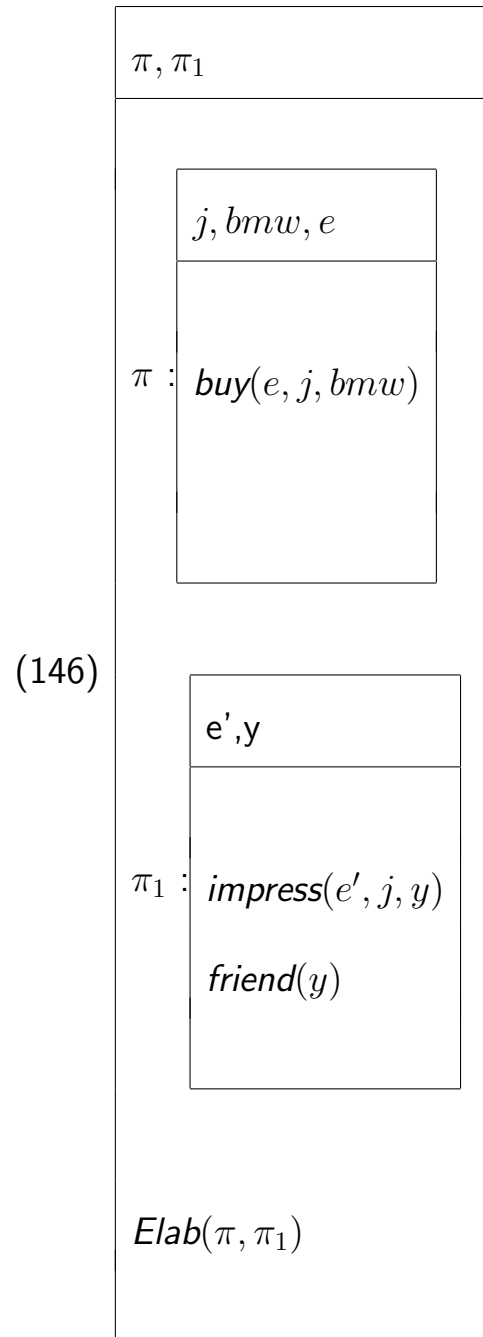 π, π₁
j, bmw, e
π : buy(e, j, bmw)
(146)
e',y
π₁ : impress(e′, j, y)
friend(y)
Elab(π, π₁)